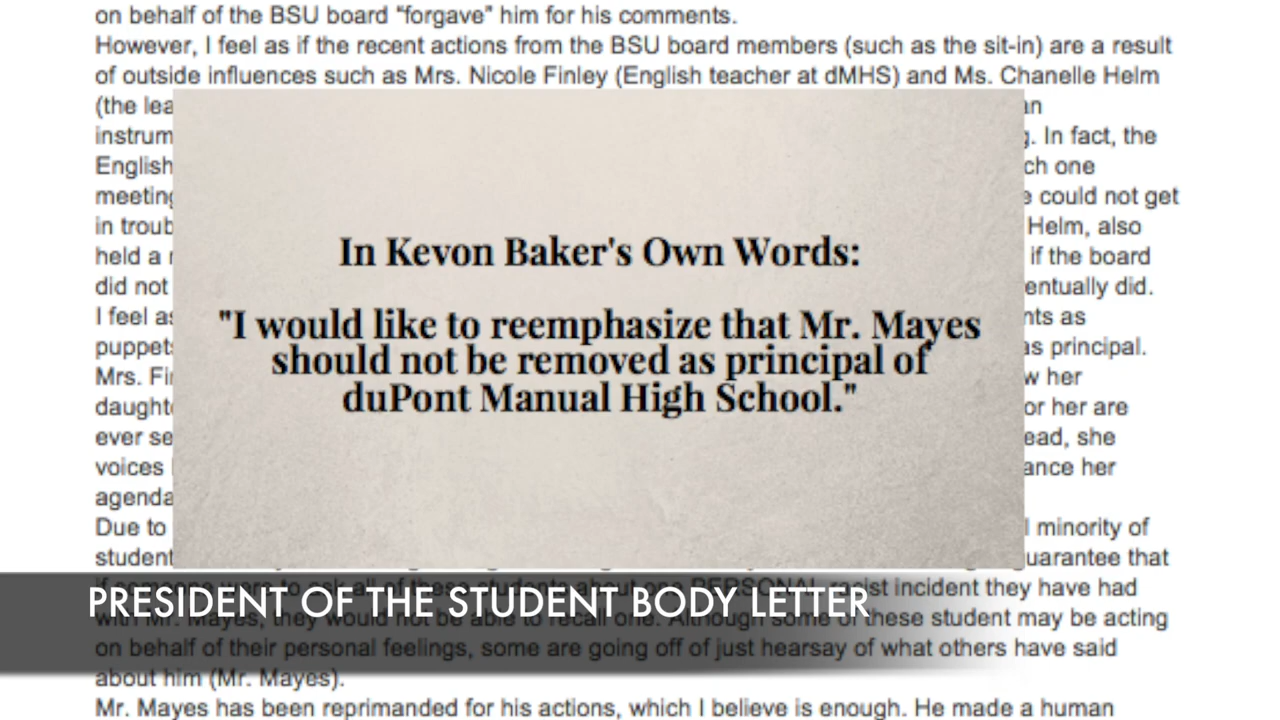 on behalf of the BSU board “forgave” him for his comments.
However, I feel as if the recent actions from the BSU board members (such as the sit-in) are a result
of outside influences such as Mrs. Nicole Finley (English teacher at dMHS) and Ms. Chanelle Helm
(the
instrum g. In fact, the
English ch one
meeting could not get
in Helm, also
held a if the board
did not entually did.
I feel as nts as
puppets as principal.
Mrs. her
or her are
ever ead, she
voices ance her
agenda
Due to minority of
student guarantee that
In Kevon Baker's Own Words:
"I would like to reemphasize that Mr. Mayes
should not be removed as principal of
duPont Manual High School."
if someone were to ask all of these students about one PERSONAL racist incident they have had
PRESIDENT OF THE STUDENT BODY LETTER
with Mr. Mayes, they would not be able to recall one. Although some of these student may be acting
on behalf of their personal feelings, some are going off of just hearsay of what others have said
about him (Mr. Mayes).
Mr. Mayes has been reprimanded for his actions, which I believe is enough. He made a human